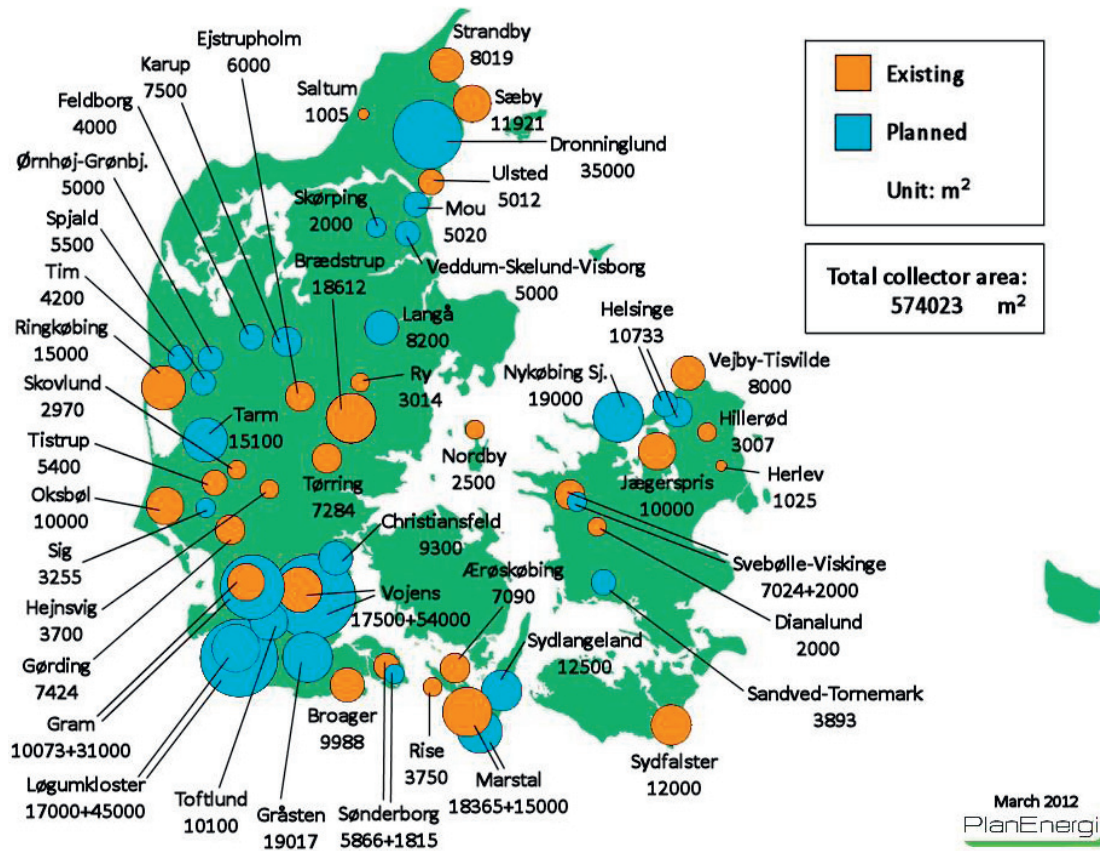 Strandby
8019
Ejstrupholm
6000
Karup
7500
Saltum
1005
Sæby
11921
Feldborg
4000
Dronninglund
35000
Ørnhøj-Grønbj.
5000
Ulsted
5012
Skørping
2000
Mou
5020
Spjald
5500
Brædstrup
18612
Veddum-Skelund-Visborg
5000
Tim
4200
Ringkøbing
15000
Langå
8200
Helsinge
10733
Vejby-Tisvilde
8000
Skovlund
2970
Ry
3014
Nykøbing Sj.
19000
Hillerød
3007
Tarm
15100
Tistrup
5400
Nordby
2500
Herlev
1025
Tørring
7284
Jægerspris
10000
Oksbøl
10000
Christiansfeld
9300
Svebølle-Viskinge
7024+2000
Sig
3255
Ærøskøbing
7090
Vojens
17500+54000
Hejnsvig
3700
Dianalund
2000
Sydlangeland
12500
Gørding
7424
Sandved-Tornemark
3893
Gram
10073+31000
Broager
9988
Rise
3750
Marstal
18365+15000
Sydfalster
12000
Løgumkloster
17000+45000
Toftlund
10100
Gråsten
19017
Sønderborg
5866+1815
Existing
Planned
Unit: m²
Total collector area:
574023 m²
March 2012
PlanEnergi